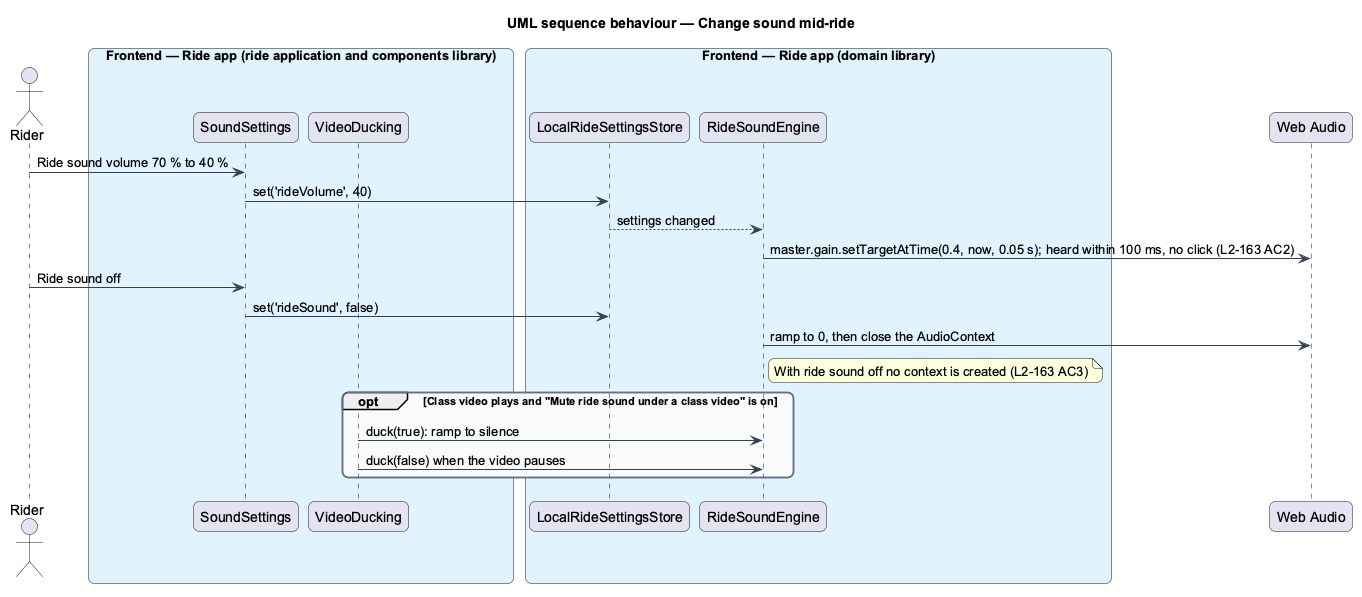 UML sequence behaviour — Change sound mid-ride
Frontend — Ride app (ride application and components library)
Frontend — Ride app (domain library)
Rider
SoundSettings
VideoDucking
LocalRideSettingsStore
RideSoundEngine
Web Audio
Ride sound volume 70 % to 40 %
set('rideVolume', 40)
settings changed
master.gain.setTargetAtTime(0.4, now, 0.05 s); heard within 100 ms, no click (L2-163 AC2)
Ride sound off
set('rideSound', false)
ramp to 0, then close the AudioContext
With ride sound off no context is created (L2-163 AC3)
opt
[Class video plays and "Mute ride sound under a class video" is on]
duck(true): ramp to silence
duck(false) when the video pauses
Rider
SoundSettings
VideoDucking
LocalRideSettingsStore
RideSoundEngine
Web Audio